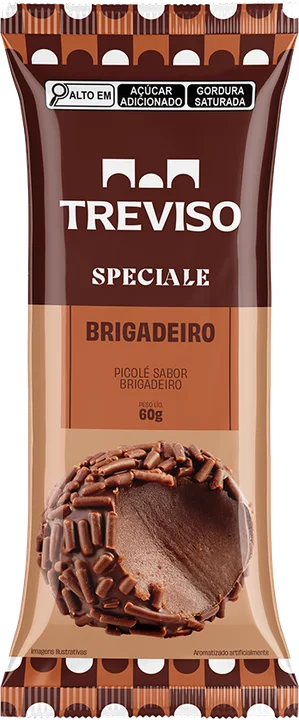 ALTO EM
AÇÚCAR
ADICIONADO
GORDURA
SATURADA
TREVISO
SPECIALE
BRIGADEIRO
PICOLÉ SABOR
BRIGADEIRO
PESO LÍQ.
60g
Imagens Ilustrativas
Aromatizado artificialmente